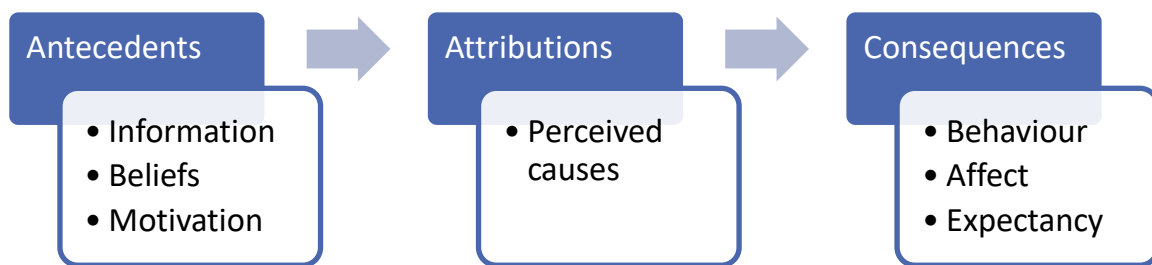 Antecedents
• Information
• Beliefs
• Motivation
Attributions
• Perceived
causes
Consequences
• Behaviour
• Affect
• Expectancy